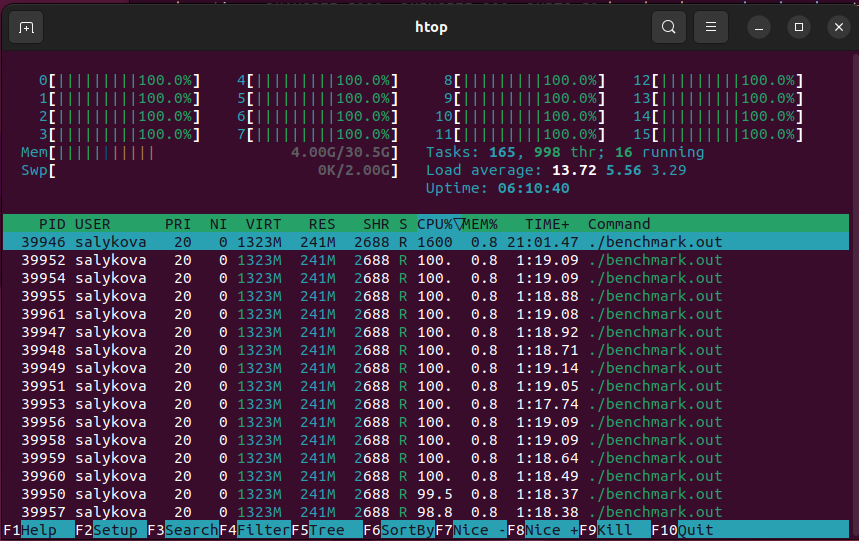 htop
0[|||||||||100.0%] 4[|||||||||100.0%] 8[|||||||||100.0%] 12[|||||||||100.0%]
1[|||||||||100.0%] 5[|||||||||100.0%] 9[|||||||||100.0%] 13[|||||||||100.0%]
2[|||||||||100.0%] 6[|||||||||100.0%] 10[|||||||||100.0%] 14[|||||||||100.0%]
3[|||||||||100.0%] 7[|||||||||100.0%] 11[|||||||||100.0%] 15[|||||||||100.0%]
Mem[||||||||||| 4.00G/30.5G] Tasks: 165, 998 thr; 16 running
Swp[ 0K/2.00G] Load average: 13.72 5.56 3.29
Uptime: 06:10:40
PID USER PRI NI VIRT RES SHR S CPU%▽MEM% TIME+ Command
39946 salykova 20 0 1323M 241M 2688 R 1600 0.8 21:01.47 ./benchmark.out
39952 salykova 20 0 1323M 241M 2688 R 100. 0.8 1:19.09 ./benchmark.out
39954 salykova 20 0 1323M 241M 2688 R 100. 0.8 1:19.09 ./benchmark.out
39955 salykova 20 0 1323M 241M 2688 R 100. 0.8 1:18.88 ./benchmark.out
39961 salykova 20 0 1323M 241M 2688 R 100. 0.8 1:19.08 ./benchmark.out
39947 salykova 20 0 1323M 241M 2688 R 100. 0.8 1:18.92 ./benchmark.out
39948 salykova 20 0 1323M 241M 2688 R 100. 0.8 1:18.71 ./benchmark.out
39949 salykova 20 0 1323M 241M 2688 R 100. 0.8 1:19.14 ./benchmark.out
39951 salykova 20 0 1323M 241M 2688 R 100. 0.8 1:19.05 ./benchmark.out
39953 salykova 20 0 1323M 241M 2688 R 100. 0.8 1:17.74 ./benchmark.out
39956 salykova 20 0 1323M 241M 2688 R 100. 0.8 1:19.09 ./benchmark.out
39958 salykova 20 0 1323M 241M 2688 R 100. 0.8 1:19.09 ./benchmark.out
39959 salykova 20 0 1323M 241M 2688 R 100. 0.8 1:18.64 ./benchmark.out
39960 salykova 20 0 1323M 241M 2688 R 100. 0.8 1:18.49 ./benchmark.out
39950 salykova 20 0 1323M 241M 2688 R 99.5 0.8 1:18.37 ./benchmark.out
39957 salykova 20 0 1323M 241M 2688 R 98.8 0.8 1:18.38 ./benchmark.out
F1Help F2Setup F3SearchF4FilterF5Tree F6SortByF7Nice -F8Nice +F9Kill F10Quit